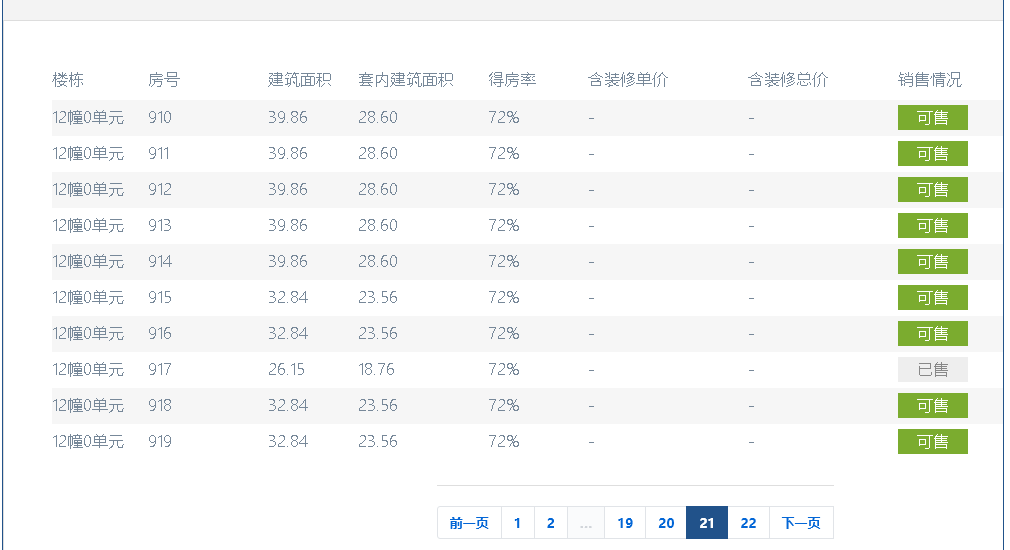 楼栋 房号 建筑面积 套内建筑面积 得房率 含装修单价 含装修总价 销售情况
12幢0单元 910 39.86 28.60 72% - - 可售
12幢0单元 911 39.86 28.60 72% - - 可售
12幢0单元 912 39.86 28.60 72% - - 可售
12幢0单元 913 39.86 28.60 72% - - 可售
12幢0单元 914 39.86 28.60 72% - - 可售
12幢0单元 915 32.84 23.56 72% - - 可售
12幢0单元 916 32.84 23.56 72% - - 可售
12幢0单元 917 26.15 18.76 72% - - 已售
12幢0单元 918 32.84 23.56 72% - - 可售
12幢0单元 919 32.84 23.56 72% - - 可售
前一页 1 2 ... 19 20 21 22 下一页